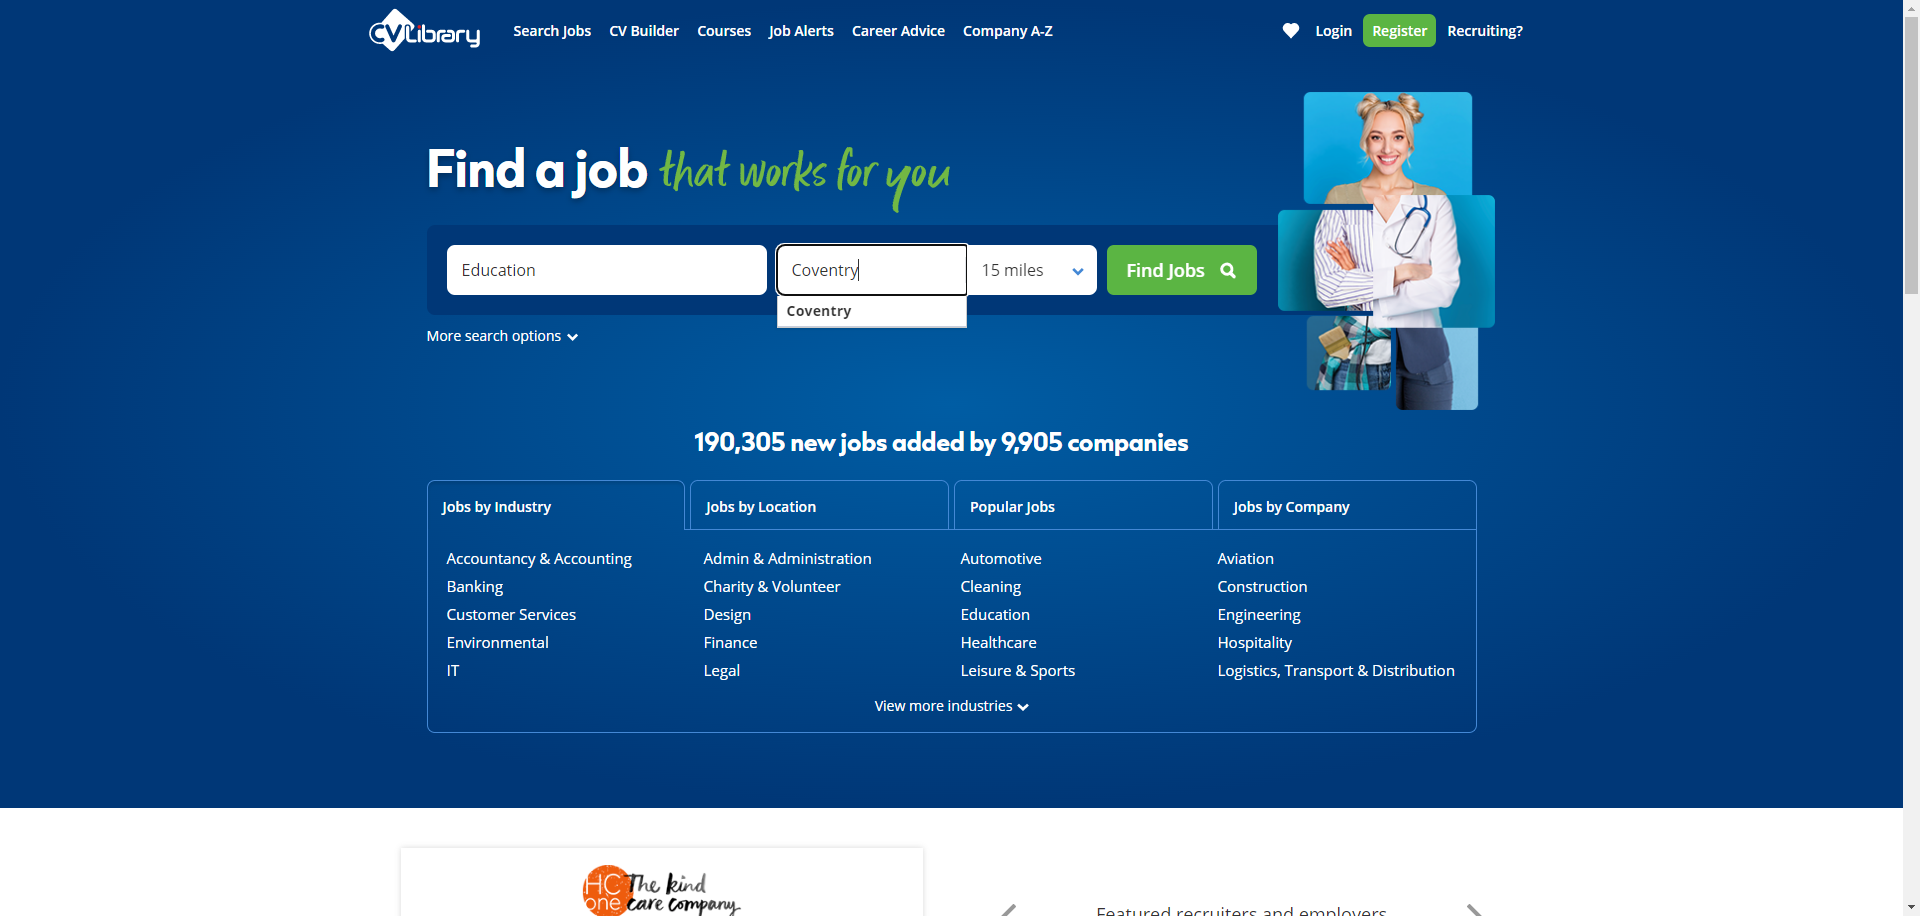 CVLibrary
Search Jobs
CV Builder
Courses
Job Alerts
Career Advice
Company A-Z
Login
Register
Recruiting?
Find a job that works for you
Education
Coventry
15 miles
Find Jobs
Coventry
More search options
190,305 new jobs added by 9,905 companies
Jobs by Industry
Jobs by Location
Popular Jobs
Jobs by Company
Accountancy & Accounting
Admin & Administration
Automotive
Aviation
Banking
Charity & Volunteer
Cleaning
Construction
Customer Services
Design
Education
Engineering
Environmental
Finance
Healthcare
Hospitality
IT
Legal
Leisure & Sports
Logistics, Transport & Distribution
View more industries
HC
one
The kind
care company
Featured recruiters and employers